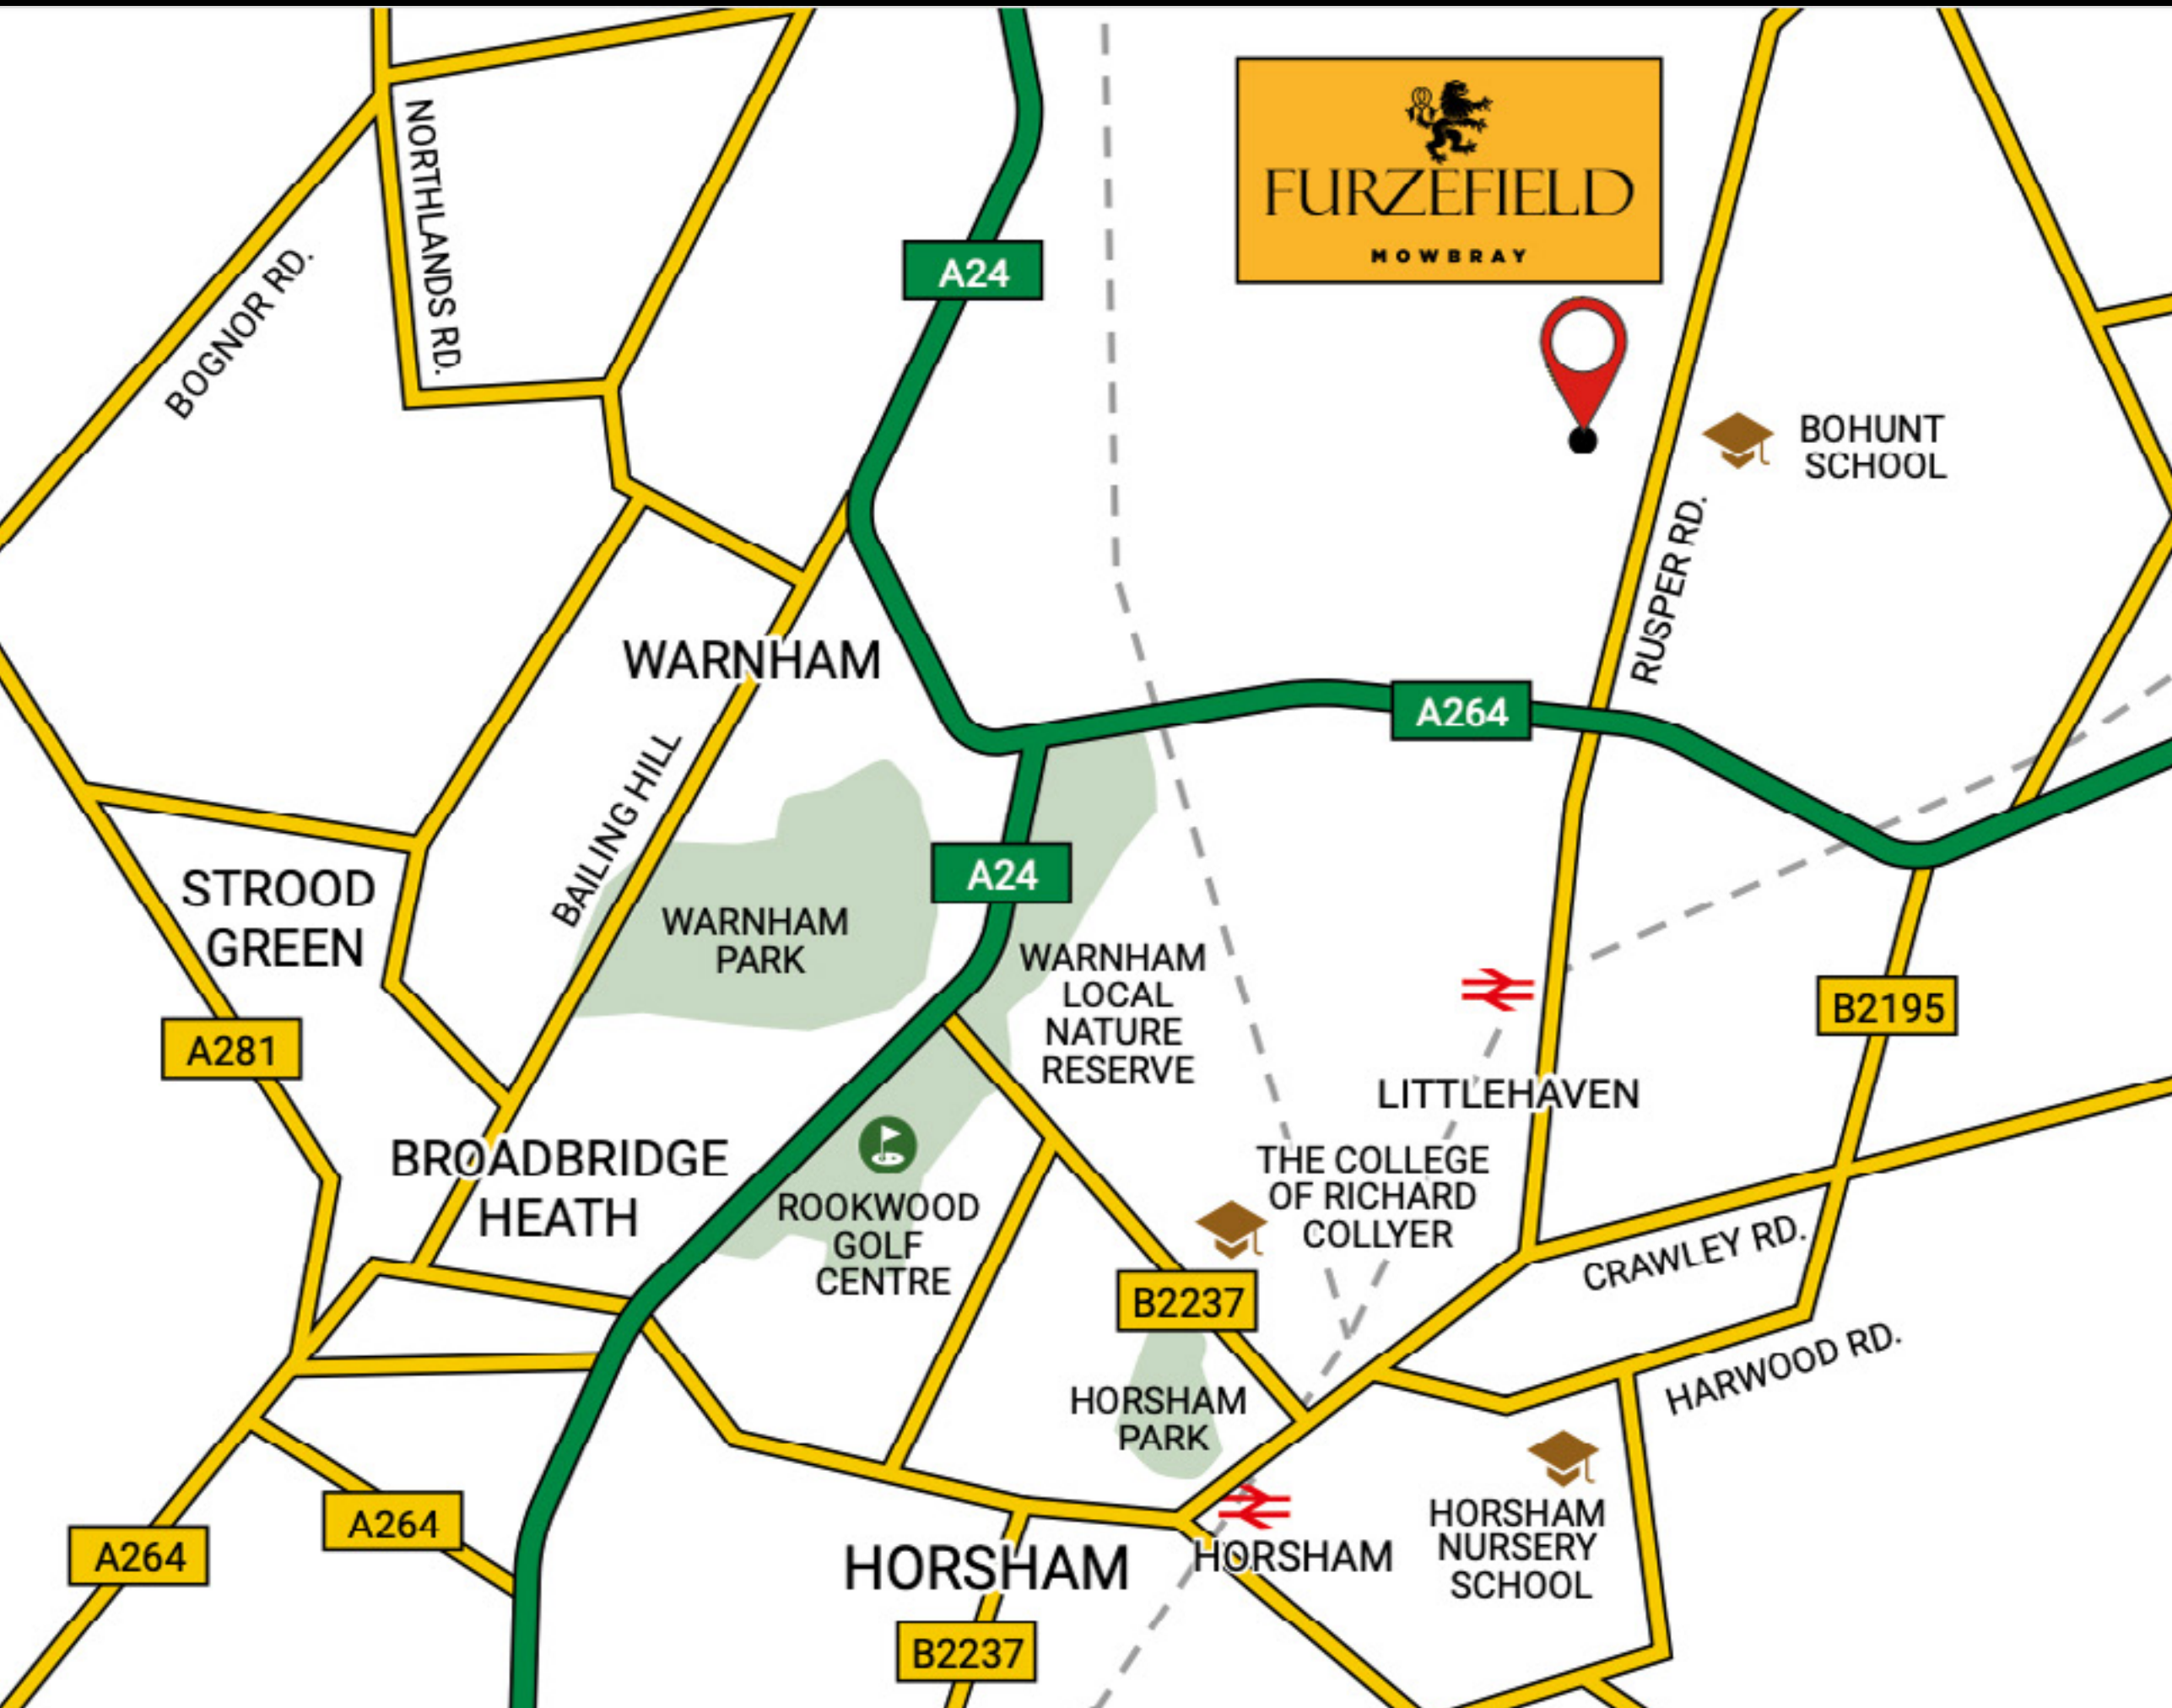 NORTHLANDS RD.
BOGNOR RD.
A24
FURZEFIELD
MOWBRAY
BOHUNT
SCHOOL
RUSPER RD.
WARNHAM
A264
BAILING HILL
STROOD
GREEN
A24
WARNHAM
PARK
WARNHAM
LOCAL
NATURE
RESERVE
A281
B2195
LITTLEHAVEN
BROADBRIDGE
HEATH
THE COLLEGE
OF RICHARD
COLLYER
ROOKWOOD
GOLF
CENTRE
CRAWLEY RD.
B2237
HARWOOD RD.
HORSHAM
PARK
A264
A264
HORSHAM
HORSHAM
HORSHAM
NURSERY
SCHOOL
B2237